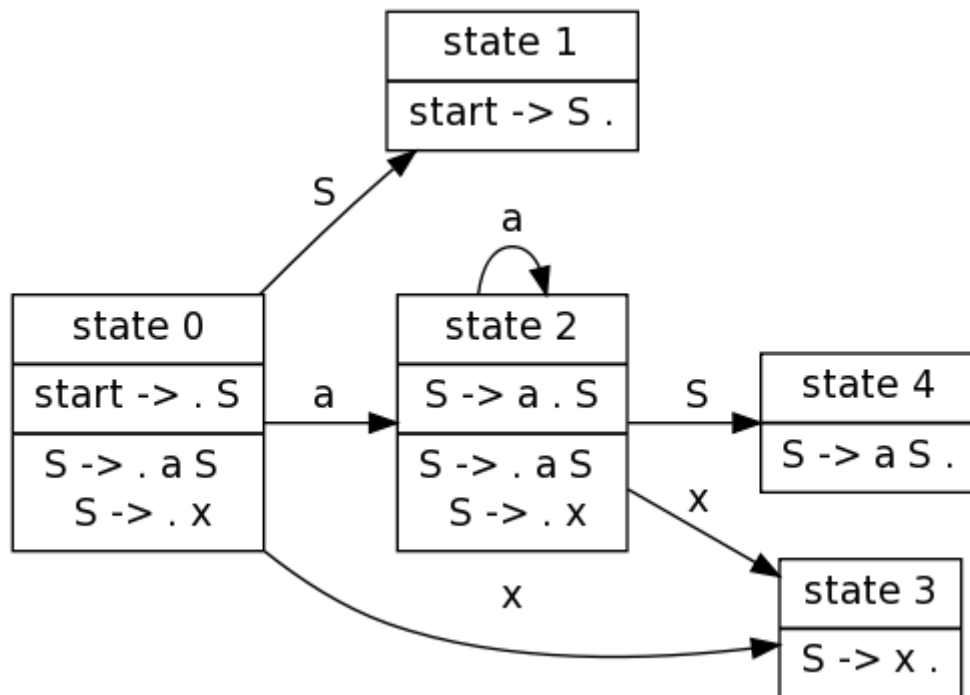 state 1
start -> S .
S
a
state 0
start -> . S
S -> . a S
S -> . x
a
state 2
S -> a . S
S -> . a S
S -> . x
S
state 4
S -> a S .
x
x
state 3
S -> x .